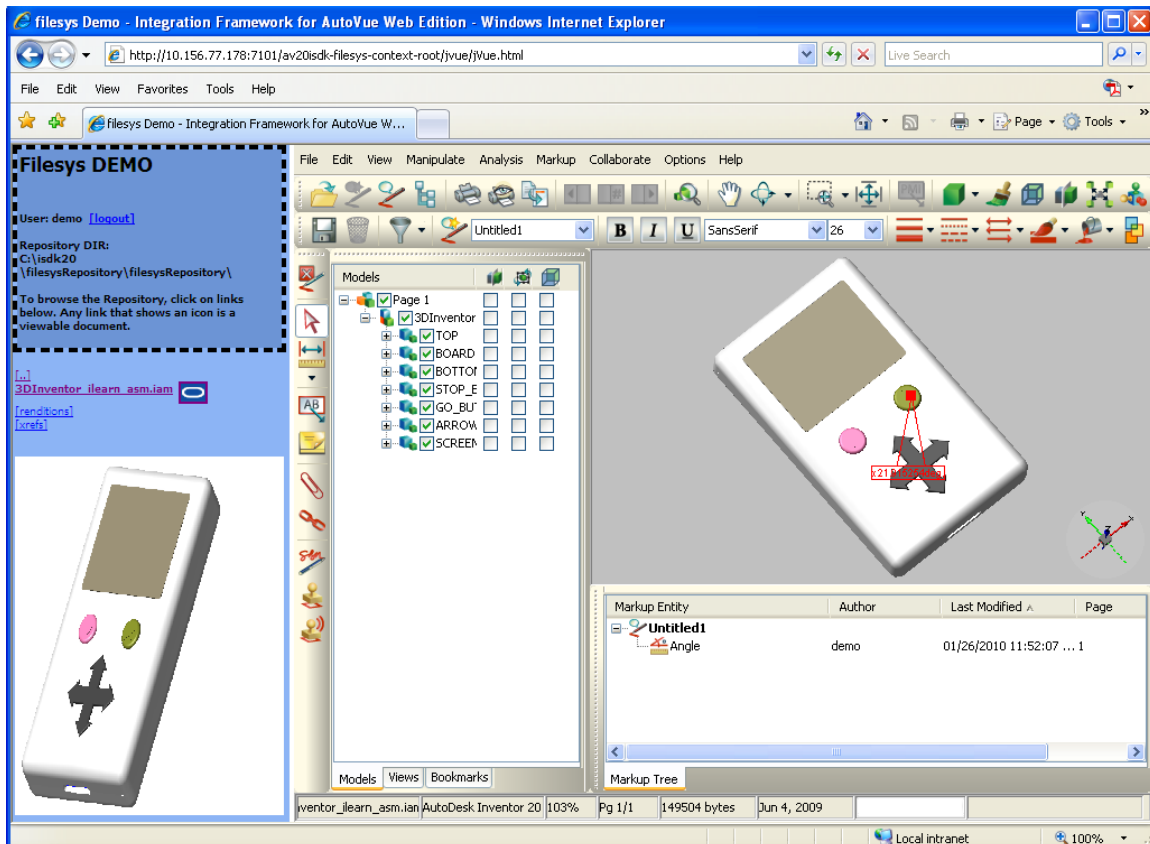 filesys Demo - Integration Framework for AutoVue Web Edition - Windows Internet Explorer
http://10.156.77.178:7101/av20isdk-filesys-context-root/jvue/jVue.html
Live Search
File Edit View Favorites Tools Help
filesys Demo - Integration Framework for AutoVue W...
Page Tools
Filesys DEMO
User: demo [logout]
Repository DIR:
C:\isdk20
\filesysRepository\filesysRepository\
To browse the Repository, click on links
below. Any link that shows an icon is a
viewable document.
[..]
3DInventor_ilearn_asm.iam
[renditions]
[xrefs]
File Edit View Manipulate Analysis Markup Collaborate Options Help
PMI
Untitled1 B I U SansSerif 26
AB
Models
Page 1
3DInventor
TOP
BOARD
BOTTOM
STOP_E
GO_BUT
ARROW
SCREEN
Models Views Bookmarks
Y X Z
Markup Entity Author Last Modified Page
Untitled1
Angle demo 01/26/2010 11:52:07 ... 1
Markup Tree
ventor_ilearn_asm.iam AutoDesk Inventor 20 103% Pg 1/1 149504 bytes Jun 4, 2009
Local intranet 100%